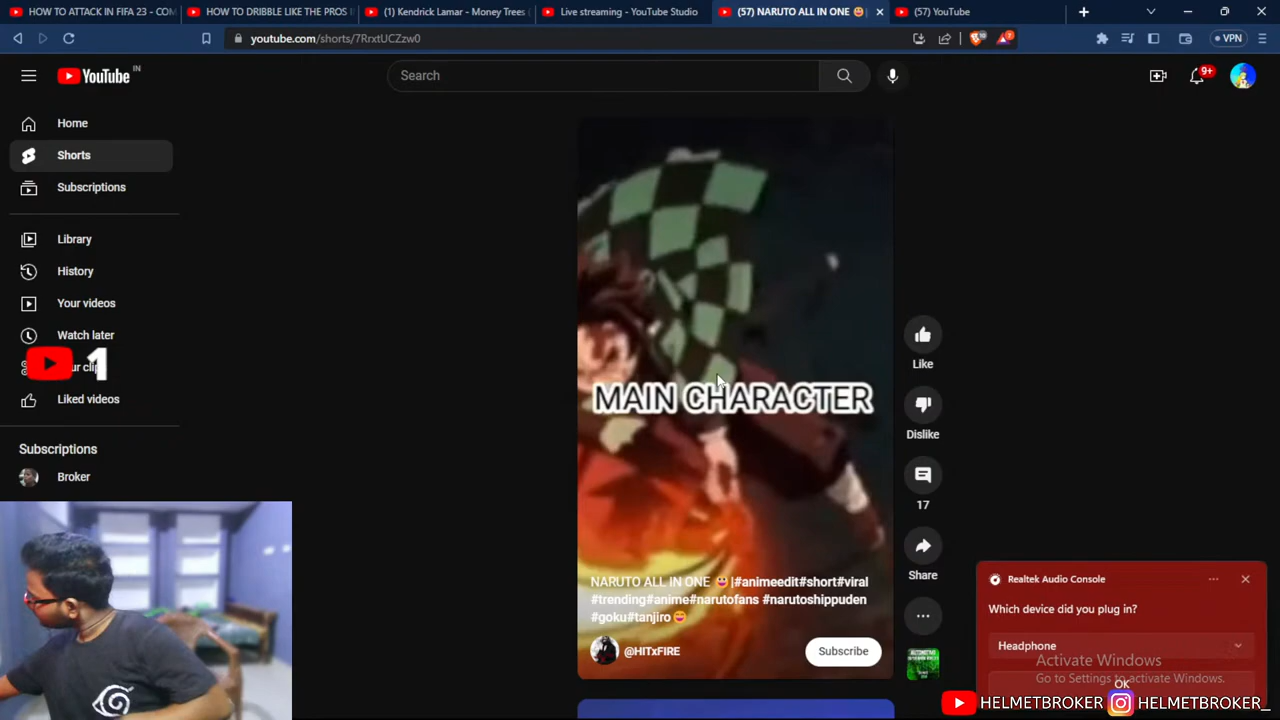 HOW TO ATTACK IN FIFA 23 - COM
HOW TO DRIBBLE LIKE THE PROS I
(1) Kendrick Lamar - Money Trees (
Live streaming - YouTube Studio
(57) NARUTO ALL IN ONE 😍 |
(57) YouTube
youtube.com/shorts/7RrxtUCZzw0
VPN
YouTube IN
Search
9+
Home
Shorts
Subscriptions
Library
History
Your videos
Watch later
1
Liked videos
Subscriptions
Broker
MAIN CHARACTER
Like
Dislike
17
Share
NARUTO ALL IN ONE 😍|#animeedit#short#viral
#trending#anime#narutofans #narutoshippuden
#goku#tanjiro😋
@HITxFIRE
Subscribe
Realtek Audio Console
Which device did you plug in?
Headphone
Activate Windows
Go to Settings to activate Windows.
OK
HELMETBROKER
HELMETBROKER_